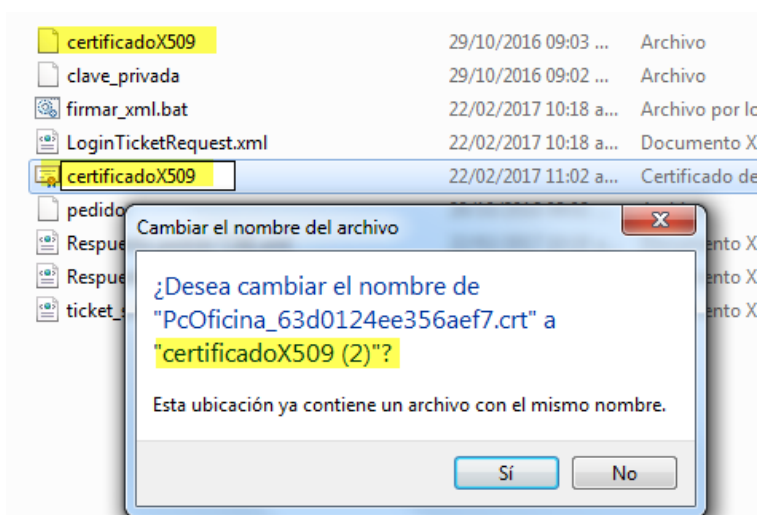 certificadoX509 29/10/2016 09:03 ... Archivo
clave_privada 29/10/2016 09:02 ... Archivo
firmar_xml.bat 22/02/2017 10:18 a... Archivo por lo
LoginTicketRequest.xml 22/02/2017 10:18 a... Documento X
certificadoX509 22/02/2017 11:02 a... Certificado de
pedido
Cambiar el nombre del archivo
Respue ento X
Respue ento X
ticket_s ento X
¿Desea cambiar el nombre de
"PcOficina_63d0124ee356aef7.crt" a
"certificadoX509 (2)"?
Esta ubicación ya contiene un archivo con el mismo nombre.
Sí No